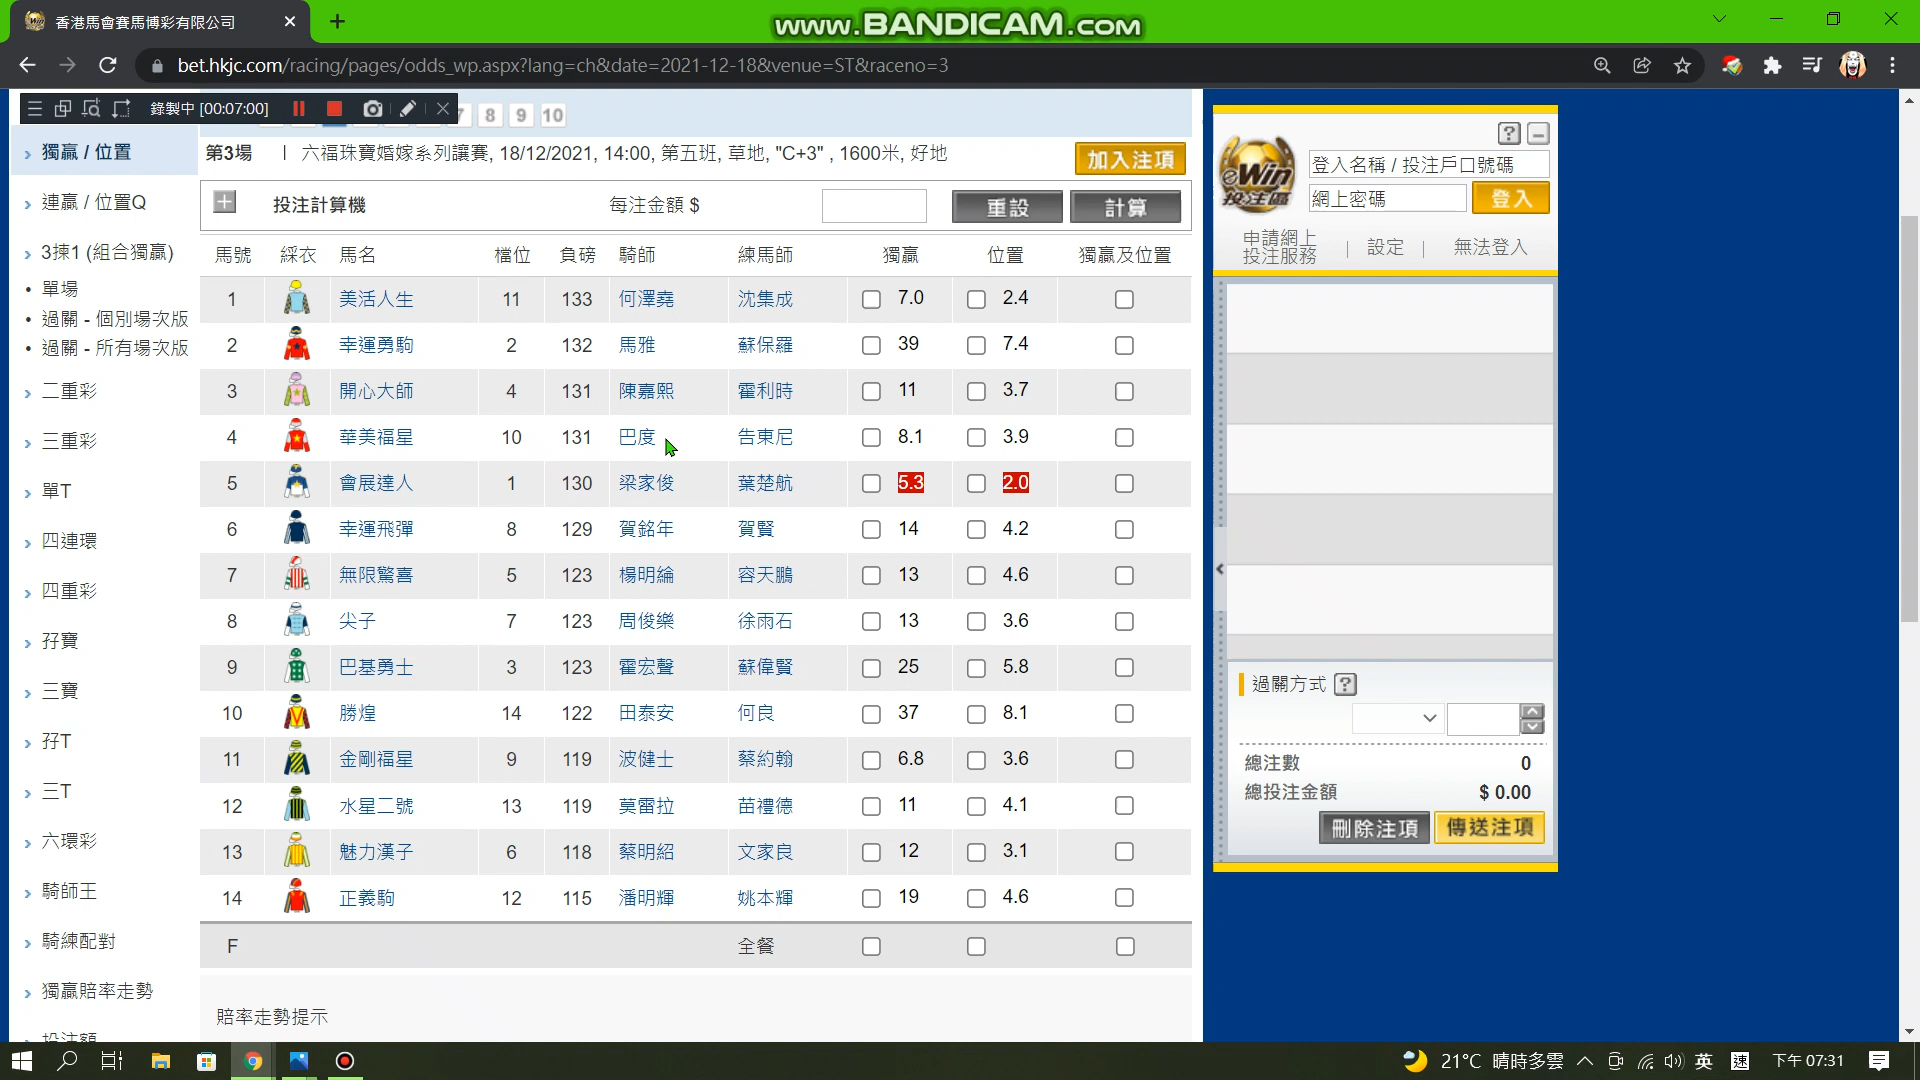 香港馬會賽馬博彩有限公司
www.BANDICAM.com
bet.hkjc.com/racing/pages/odds_wp.aspx?lang=ch&date=2021-12-18&venue=ST&raceno=3
錄製中 [00:07:00]
7 8 9 10
獨贏 / 位置
連贏 / 位置Q
3揀1 (組合獨贏)
單場
過關 - 個別場次版
過關 - 所有場次版
二重彩
三重彩
單T
四連環
四重彩
孖寶
三寶
孖T
三T
六環彩
騎師王
騎練配對
獨贏賠率走勢
投注額
第3場 | 六福珠寶婚嫁系列讓賽, 18/12/2021, 14:00, 第五班, 草地, "C+3" , 1600米, 好地
加入注項
投注計算機 每注金額 $ 重設 計算
馬號 綵衣 馬名 檔位 負磅 騎師 練馬師 獨贏 位置 獨贏及位置
1 美活人生 11 133 何澤堯 沈集成 7.0 2.4
2 幸運勇駒 2 132 馬雅 蘇保羅 39 7.4
3 開心大師 4 131 陳嘉熙 霍利時 11 3.7
4 華美福星 10 131 巴度 告東尼 8.1 3.9
5 會展達人 1 130 梁家俊 葉楚航 5.3 2.0
6 幸運飛彈 8 129 賀銘年 賀賢 14 4.2
7 無限驚喜 5 123 楊明綸 容天鵬 13 4.6
8 尖子 7 123 周俊樂 徐雨石 13 3.6
9 巴基勇士 3 123 霍宏聲 蘇偉賢 25 5.8
10 勝煌 14 122 田泰安 何良 37 8.1
11 金剛福星 9 119 波健士 蔡約翰 6.8 3.6
12 水星二號 13 119 莫雷拉 苗禮德 11 4.1
13 魅力漢子 6 118 蔡明紹 文家良 12 3.1
14 正義駒 12 115 潘明輝 姚本輝 19 4.6
F 全餐
賠率走勢提示
eWin
投注區
登入名稱 / 投注戶口號碼
網上密碼
登入
申請網上投注服務 | 設定 | 無法登入
過關方式
總注數 0
總投注金額 $ 0.00
刪除注項 傳送注項
21°C 晴時多雲 英 速 下午 07:31